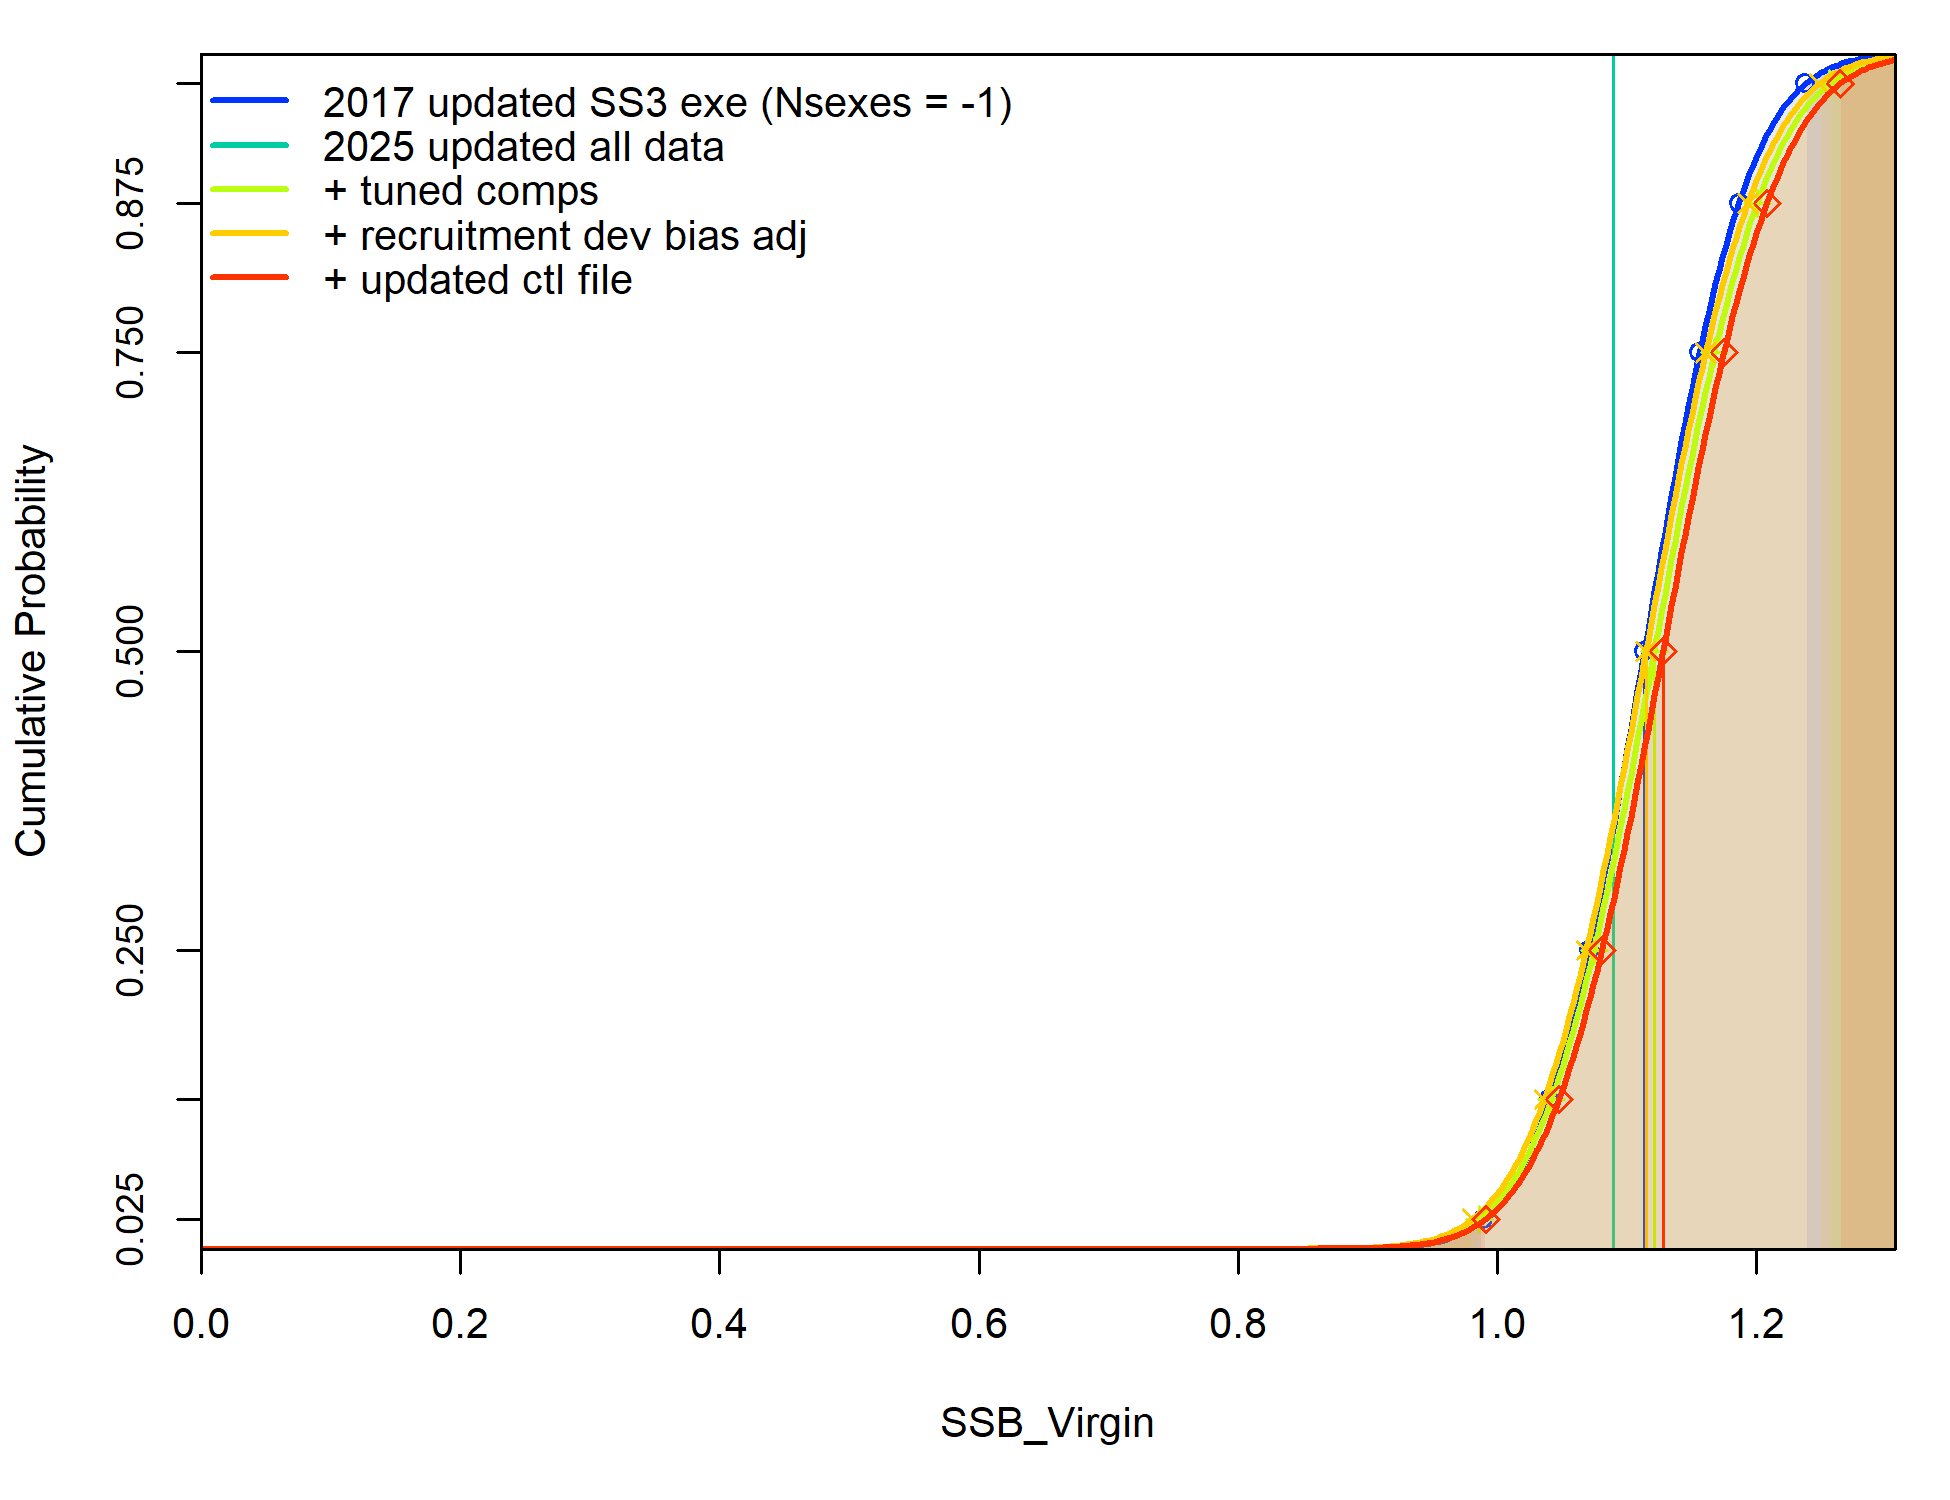 2017 updated SS3 exe (Nsexes = -1)
2025 updated all data
+ tuned comps
+ recruitment dev bias adj
+ updated ctl file
Cumulative Probability
0.875
0.750
0.500
0.250
0.025
0.0 0.2 0.4 0.6 0.8 1.0 1.2
SSB_Virgin